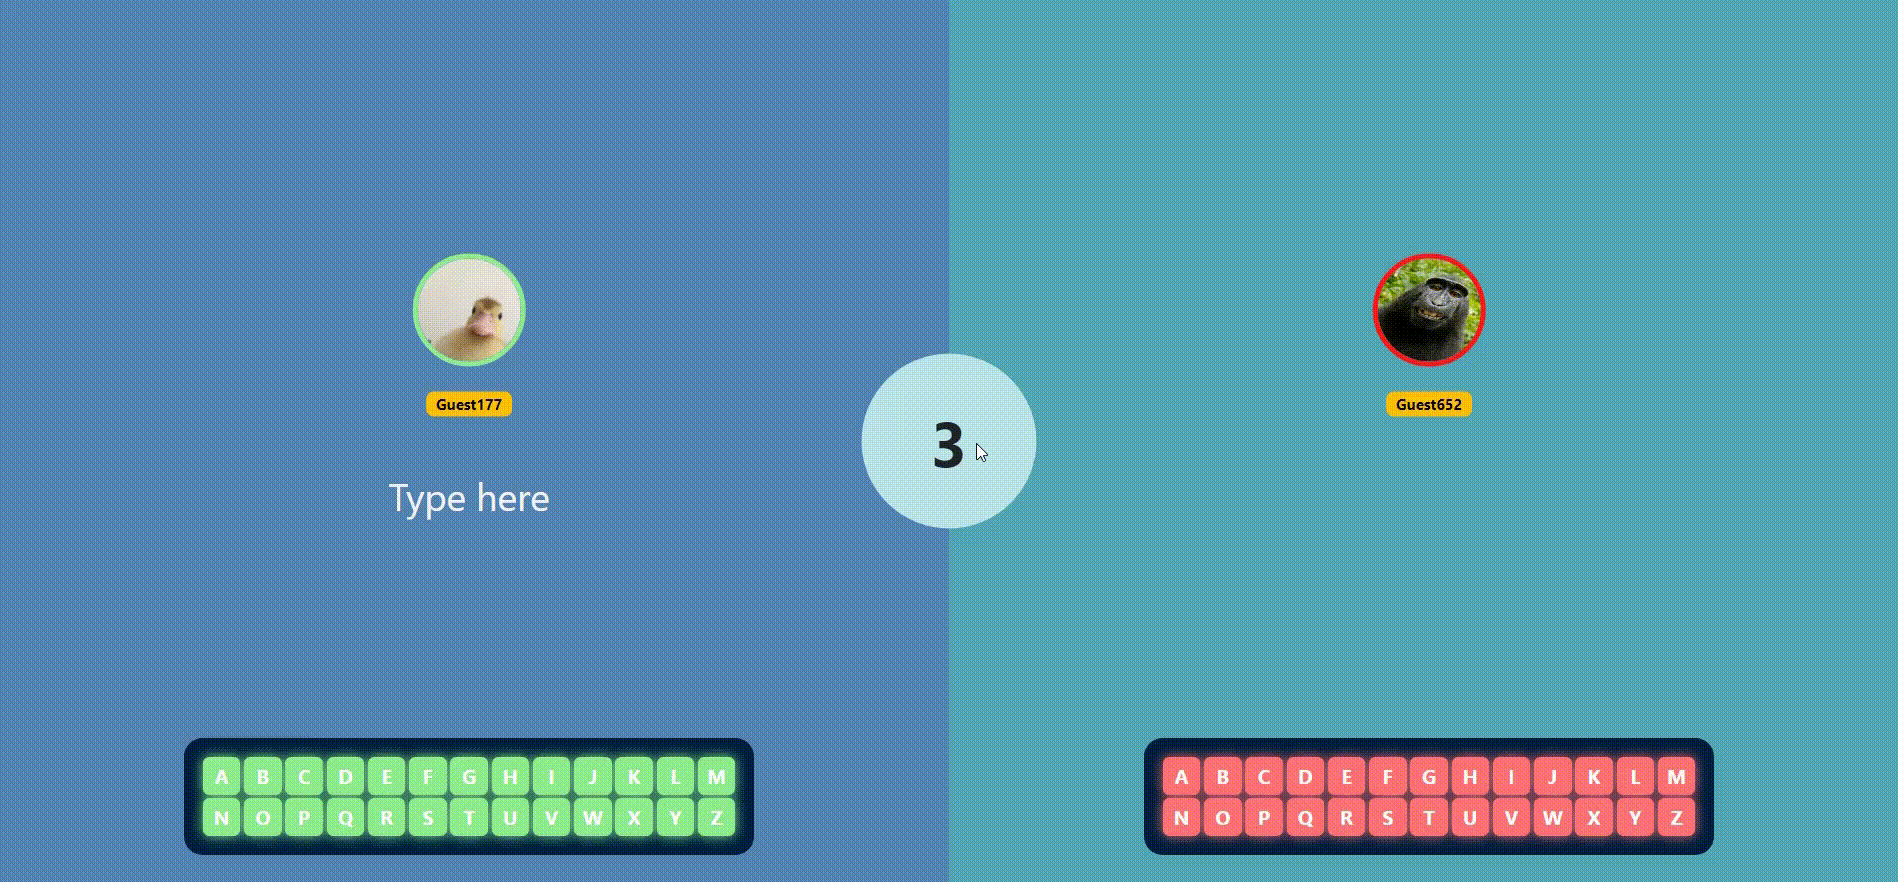 Guest177
Type here
3
Guest652
A B C D E F G H I J K L M
N O P Q R S T U V W X Y Z
A B C D E F G H I J K L M
N O P Q R S T U V W X Y Z